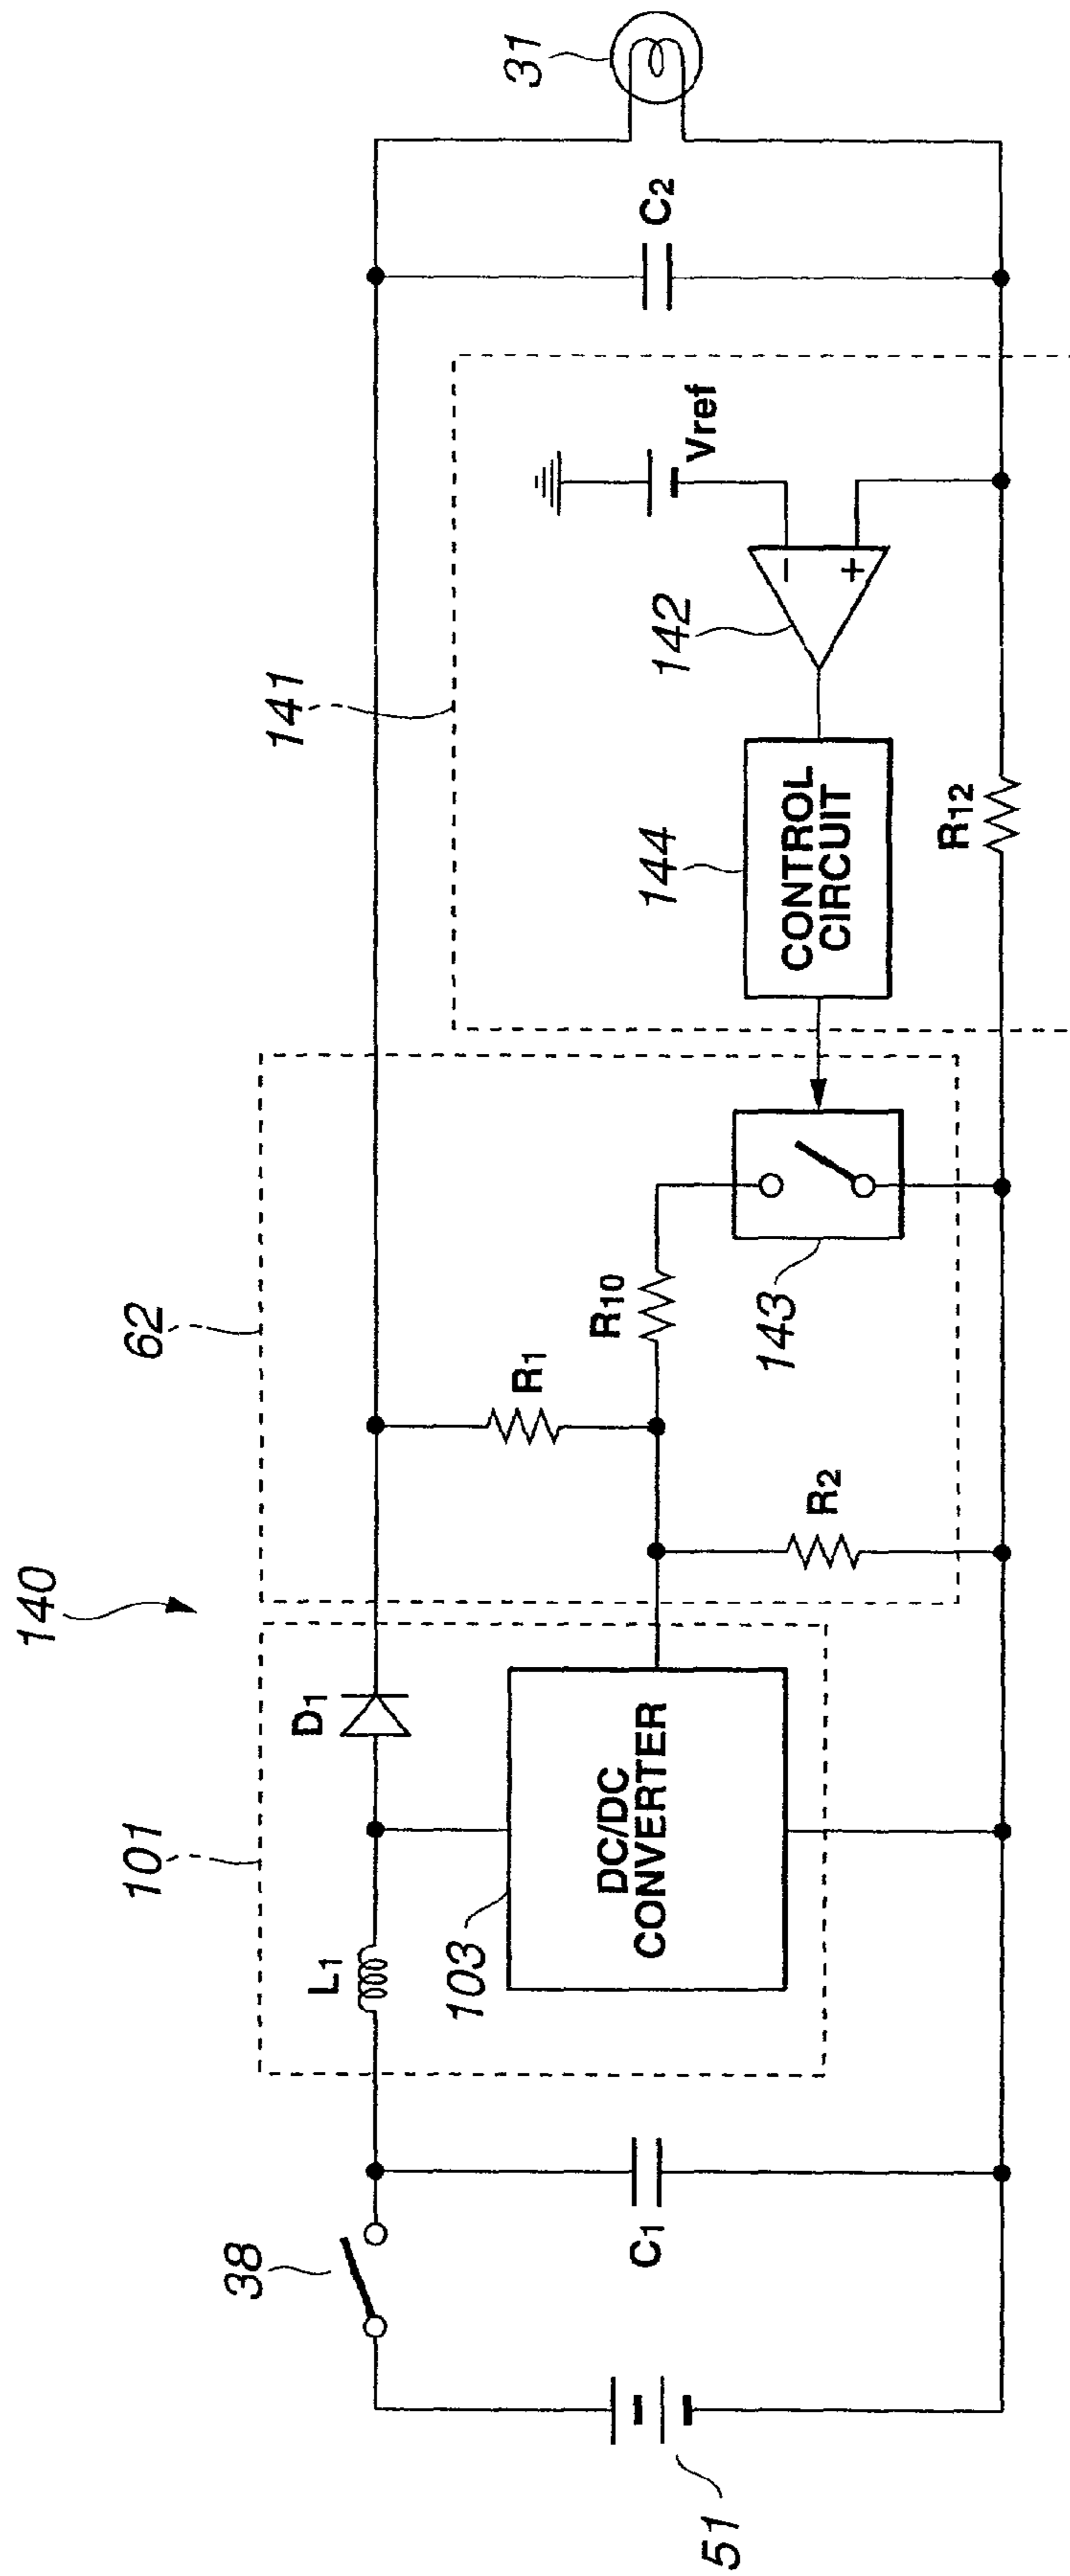 140
101
62
141
38
L1
D1
R1
R10
31
103
DC/DC
CONVERTER
R2
143
144
CONTROL
CIRCUIT
142
−
+
Vref
C2
R12
C1
51